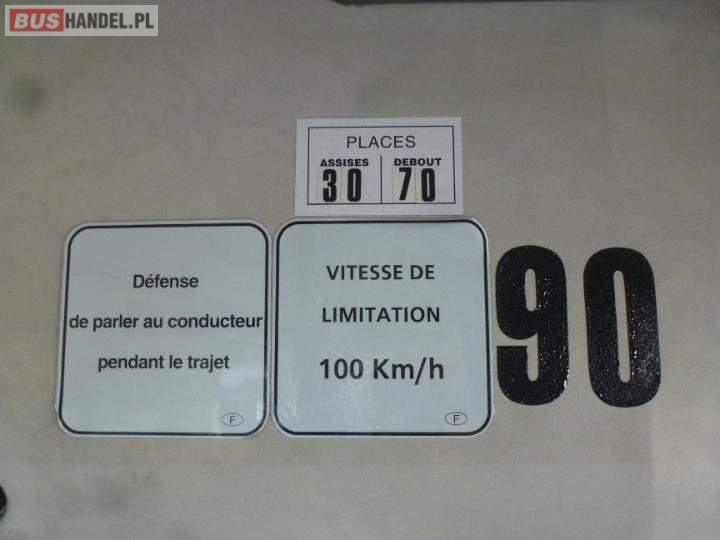 BUSHANDEL.PL
PLACES
ASSISES DEBOUT
30 70
Défense
de parler au conducteur
pendant le trajet
F
VITESSE DE
LIMITATION
100 Km/h
F
90